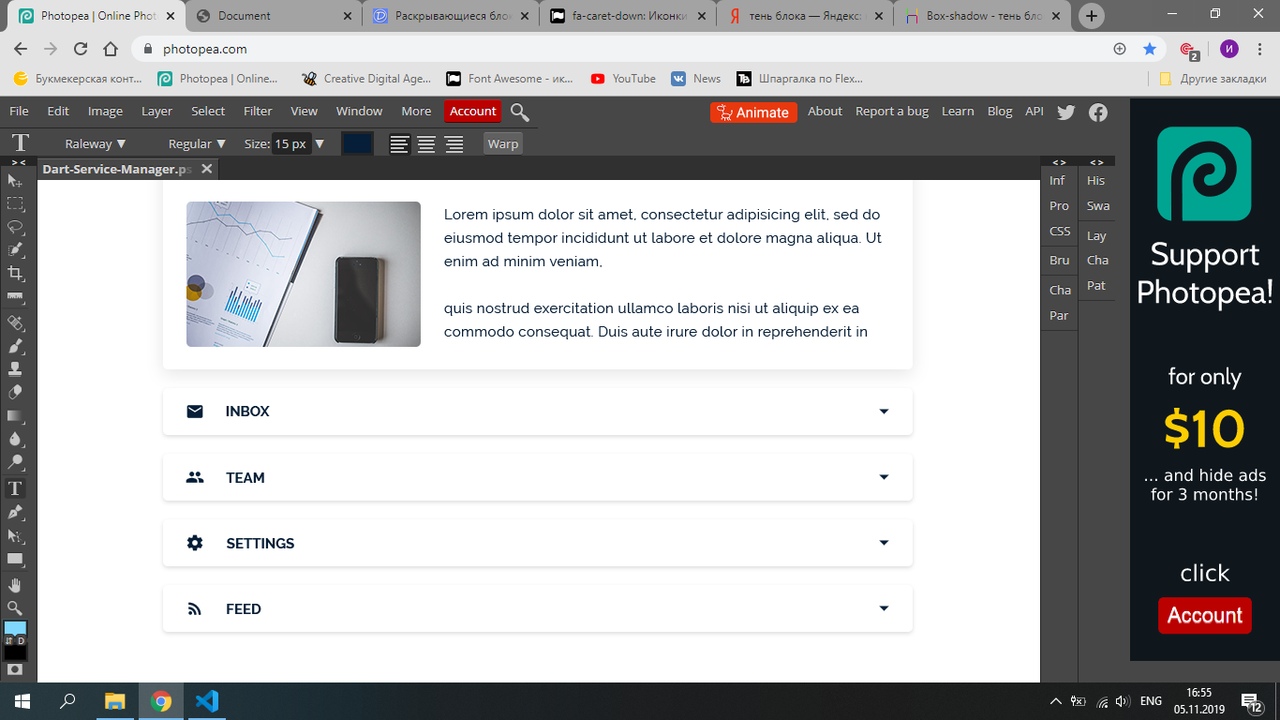 Photopea | Online Phot
Document
Раскрывающиеся бло
fa-caret-down: Иконки
тень блока — Яндекс:
Box-shadow - тень бло
photopea.com
2
И
Букмекерская конт...
Photopea | Online...
Creative Digital Age...
Font Awesome - ик...
YouTube
News
Шпаргалка по Flex...
Другие закладки
File Edit Image Layer Select Filter View Window More Account
Animate About Report a bug Learn Blog API
T Raleway ▼ Regular ▼ Size: 15 px ▼ Warp
> < < > < >
Dart-Service-Manager.ps
Inf
Pro
CSS
Bru
Cha
Par
His
Swa
Lay
Cha
Pat
Lorem ipsum dolor sit amet, consectetur adipisicing elit, sed do
eiusmod tempor incididunt ut labore et dolore magna aliqua. Ut
enim ad minim veniam,
quis nostrud exercitation ullamco laboris nisi ut aliquip ex ea
commodo consequat. Duis aute irure dolor in reprehenderit in
INBOX
TEAM
SETTINGS
FEED
T
D
Support
Photopea!
for only
$10
... and hide ads
for 3 months!
click
Account
ENG
16:55
05.11.2019
12